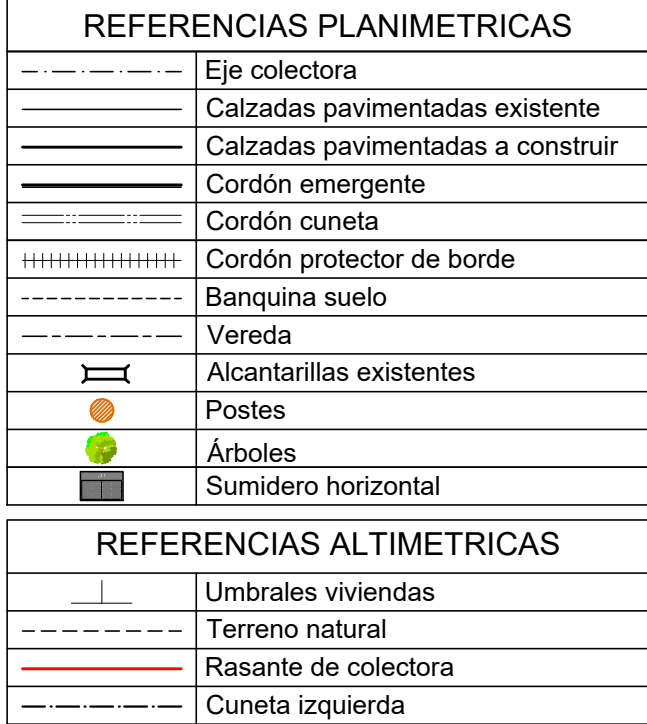 REFERENCIAS PLANIMETRICAS
Eje colectora
Calzadas pavimentadas existente
Calzadas pavimentadas a construir
Cordón emergente
Cordón cuneta
Cordón protector de borde
Banquina suelo
Vereda
Alcantarillas existentes
Postes
Árboles
Sumidero horizontal
REFERENCIAS ALTIMETRICAS
Umbrales viviendas
Terreno natural
Rasante de colectora
Cuneta izquierda